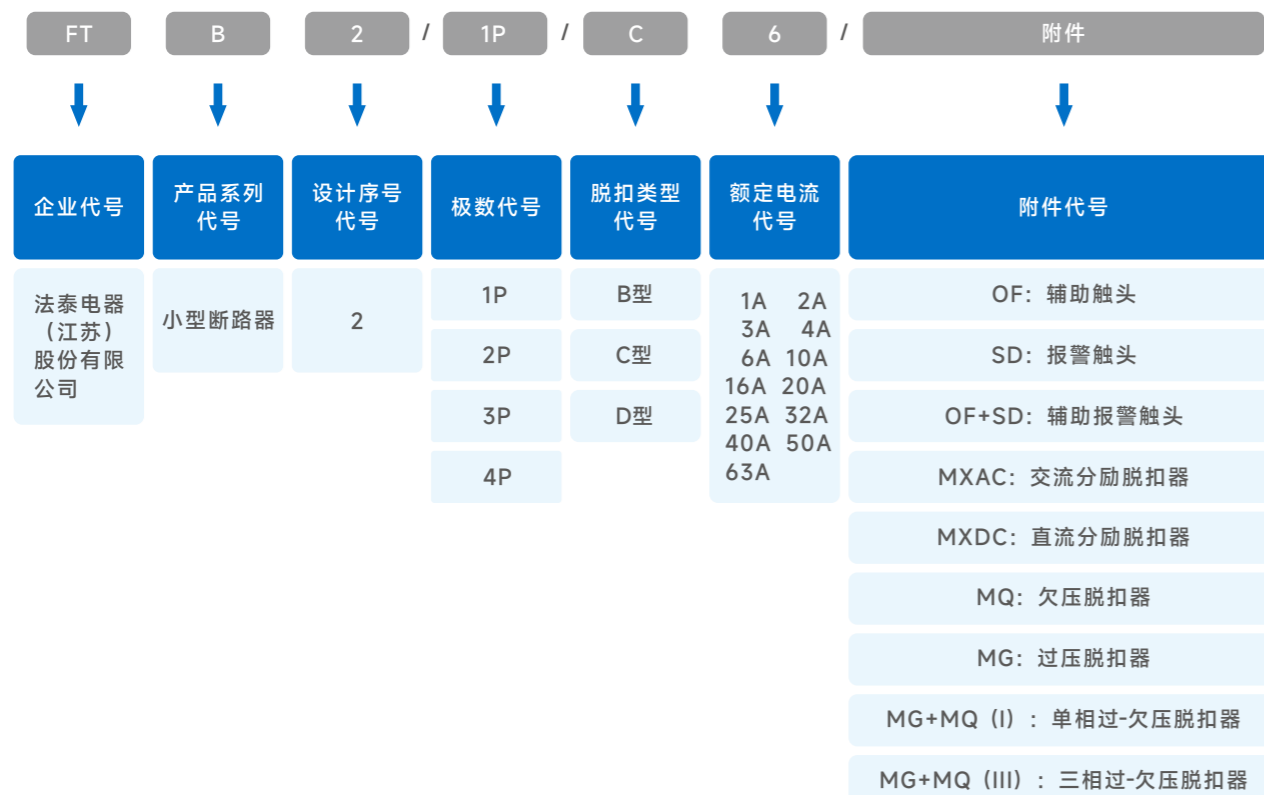 FT B 2 / 1P / C 6 / 附件
企业代号
产品系列
代号
设计序号
代号
极数代号
脱扣类型
代号
额定电流
代号
附件代号
法泰电器
（江苏）
股份有限
公司
小型断路器
2
1P
2P
3P
4P
B型
C型
D型
1A 2A
3A 4A
6A 10A
16A 20A
25A 32A
40A 50A
63A
OF：辅助触头
SD：报警触头
OF+SD：辅助报警触头
MXAC：交流分励脱扣器
MXDC：直流分励脱扣器
MQ：欠压脱扣器
MG：过压脱扣器
MG+MQ（I）：单相过-欠压脱扣器
MG+MQ（III）：三相过-欠压脱扣器